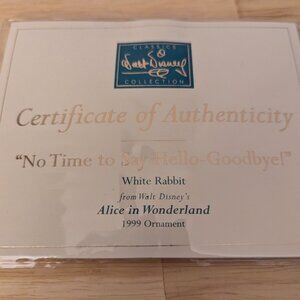 CLASSICS
Walt Disney
COLLECTION
Certificate of Authenticity
"No Time to Say Hello-Goodbye!"
White Rabbit
from Walt Disney's
Alice in Wonderland
1999 Ornament